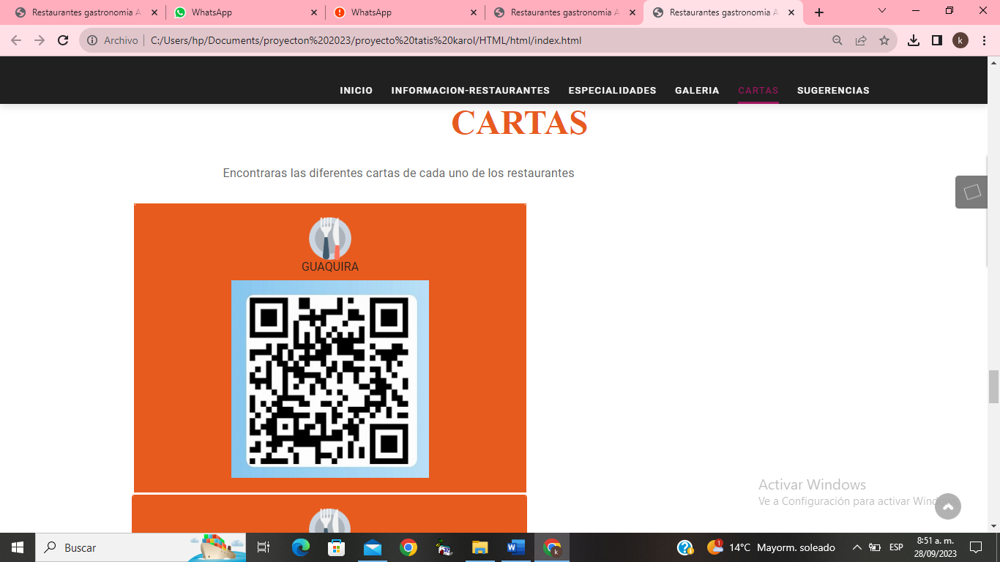 Restaurantes gastronomia A
WhatsApp
WhatsApp
Restaurantes gastronomia A
Restaurantes gastronomia A
Archivo
C:/Users/hp/Documents/proyecton%202023/proyecto%20tatis%20karol/HTML/html/index.html
k
INICIO
INFORMACION-RESTAURANTES
ESPECIALIDADES
GALERIA
CARTAS
SUGERENCIAS
CARTAS
Encontraras las diferentes cartas de cada uno de los restaurantes
GUAQUIRA
Activar Windows
Ve a Configuración para activar Windows
Buscar
W
k
1
14°C Mayorm. soleado
ESP
8:51 a. m.
28/09/2023